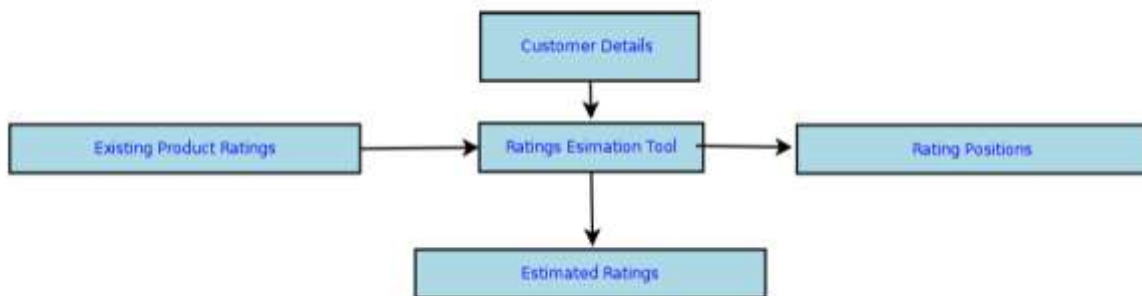 Customer Details
Existing Product Ratings
Ratings Esimation Tool
Rating Positions
Estimated Ratings